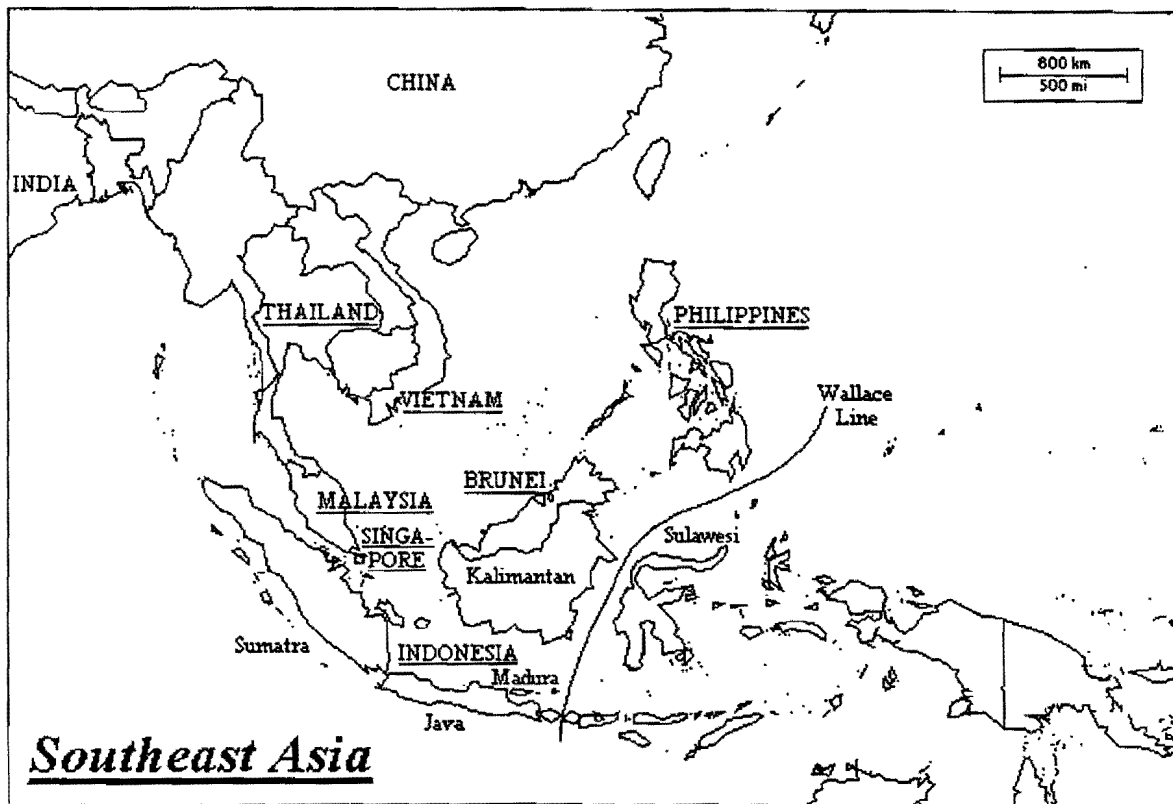 800 km
500 mi
CHINA
INDIA
THAILAND
PHILIPPINES
VIETNAM
Wallace
Line
BRUNEI
MALAYSIA
SINGA-
PORE
Sulawesi
Kalimantan
Sumatra
INDONESIA
Madura
Java
Southeast Asia